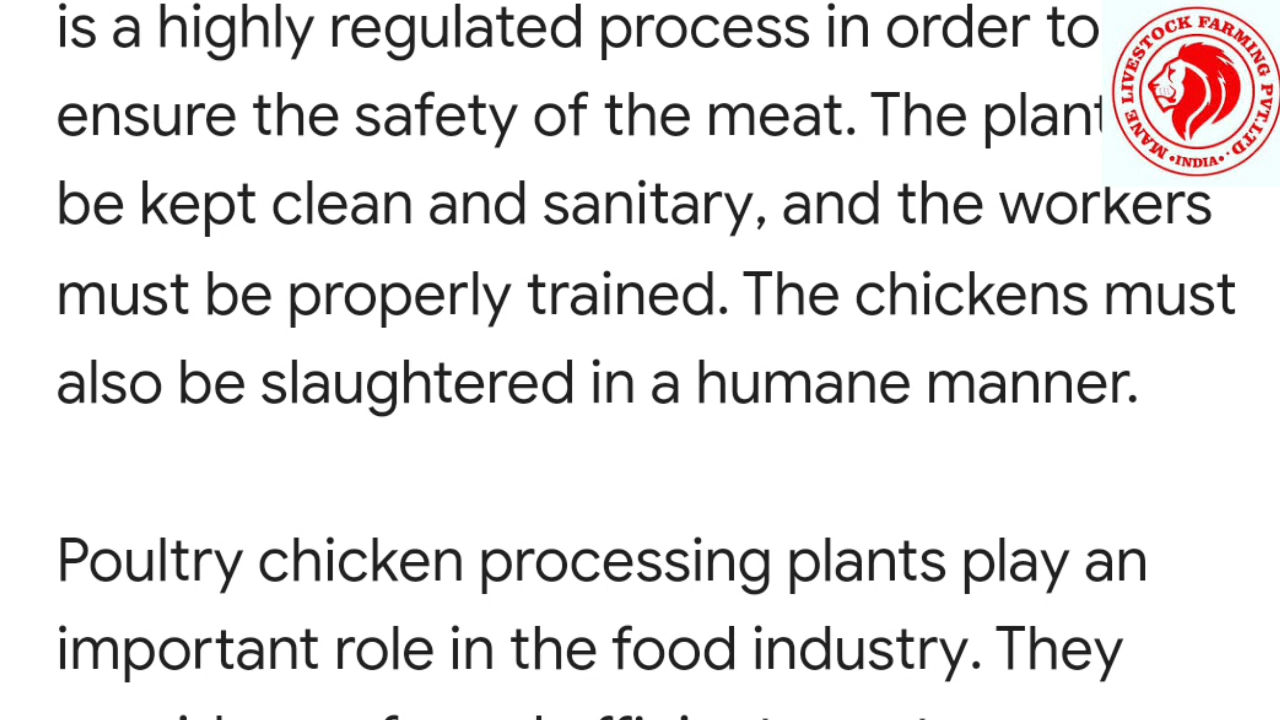 is a highly regulated process in order to
ensure the safety of the meat. The plant
be kept clean and sanitary, and the workers
must be properly trained. The chickens must
also be slaughtered in a humane manner.
Poultry chicken processing plants play an
important role in the food industry. They
MANE LIVESTOCK FARMING PVT. LTD.
•INDIA•